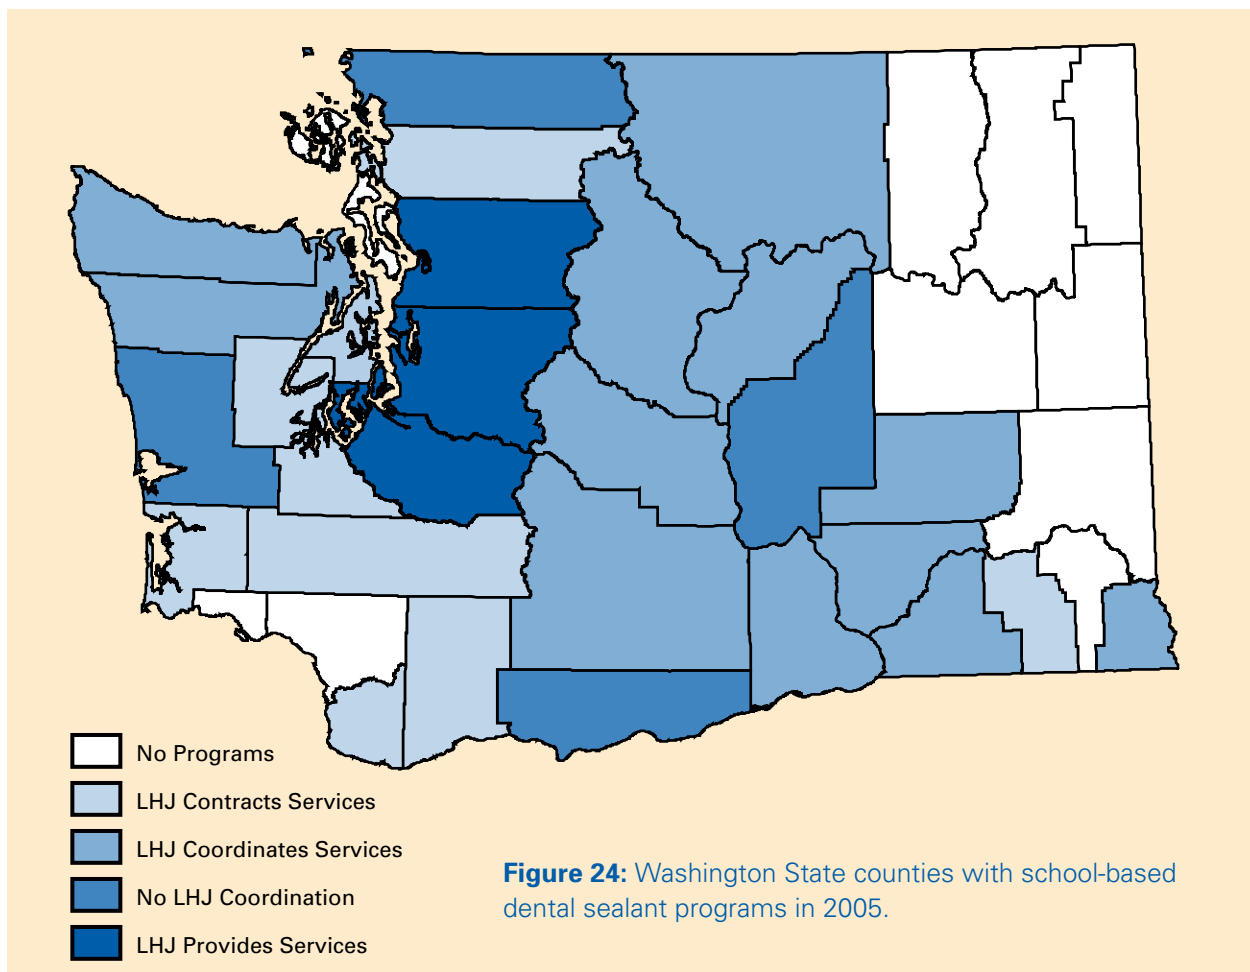 No Programs
LHJ Contracts Services
LHJ Coordinates Services
No LHJ Coordination
LHJ Provides Services
Figure 24: Washington State counties with school-based
dental sealant programs in 2005.